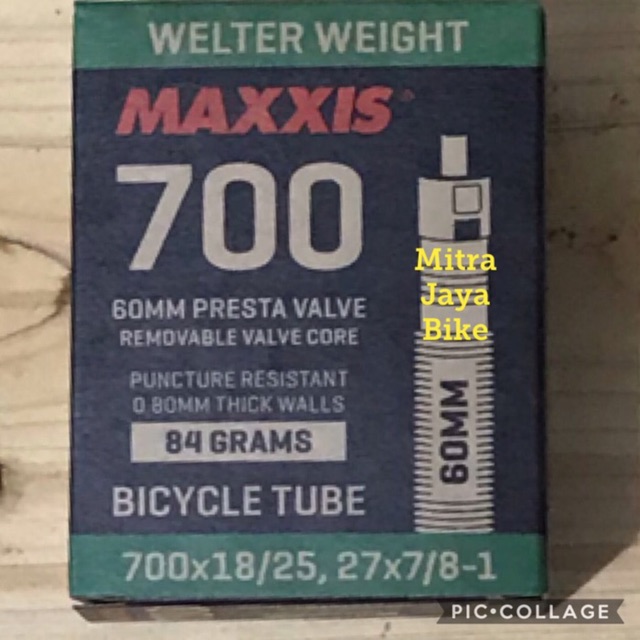 WELTER WEIGHT
MAXXIS®
700
60MM PRESTA VALVE
REMOVABLE VALVE CORE
PUNCTURE RESISTANT
0.80MM THICK WALLS
84 GRAMS
BICYCLE TUBE
700x18/25, 27x7/8-1
60MM
Mitra
Jaya
Bike
PIC•COLLAGE